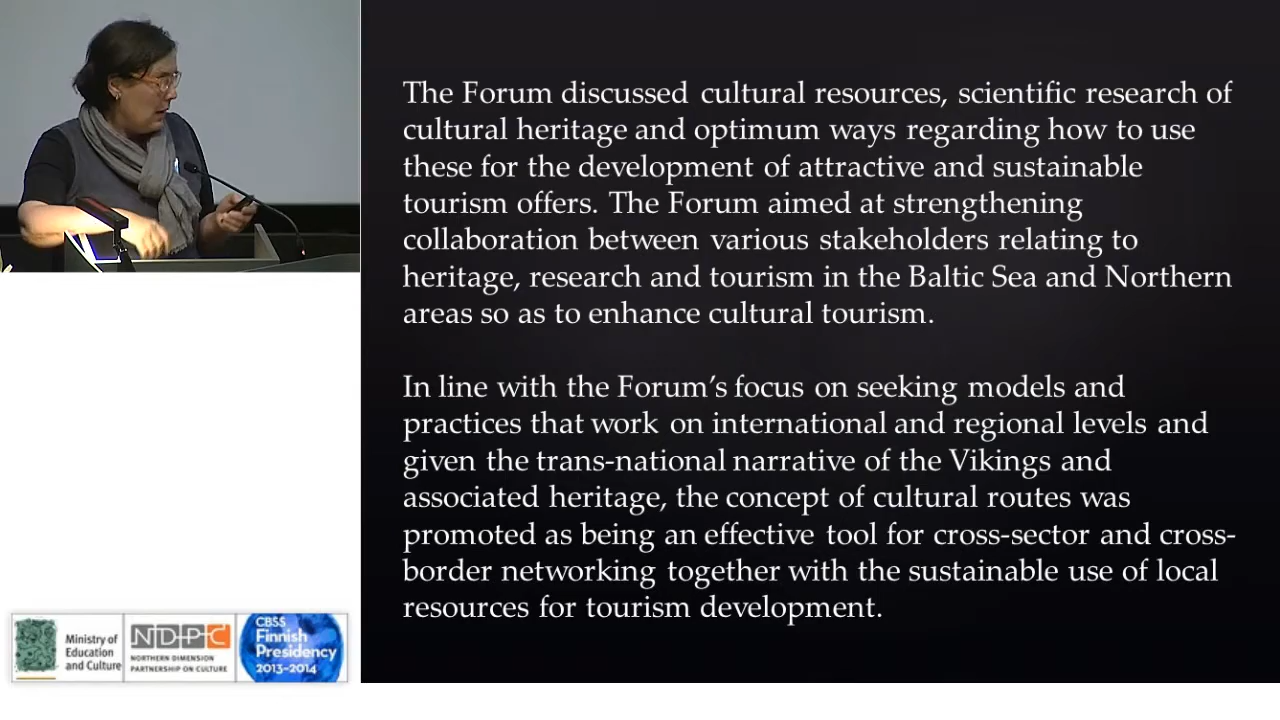 The Forum discussed cultural resources, scientific research of
cultural heritage and optimum ways regarding how to use
these for the development of attractive and sustainable
tourism offers. The Forum aimed at strengthening
collaboration between various stakeholders relating to
heritage, research and tourism in the Baltic Sea and Northern
areas so as to enhance cultural tourism.
In line with the Forum's focus on seeking models and
practices that work on international and regional levels and
given the trans-national narrative of the Vikings and
associated heritage, the concept of cultural routes was
promoted as being an effective tool for cross-sector and cross-
border networking together with the sustainable use of local
resources for tourism development.
Ministry of
Education
and Culture
NDPC
NORTHERN DIMENSION
PARTNERSHIP ON CULTURE
CBSS
Finnish
Presidency
2013–2014